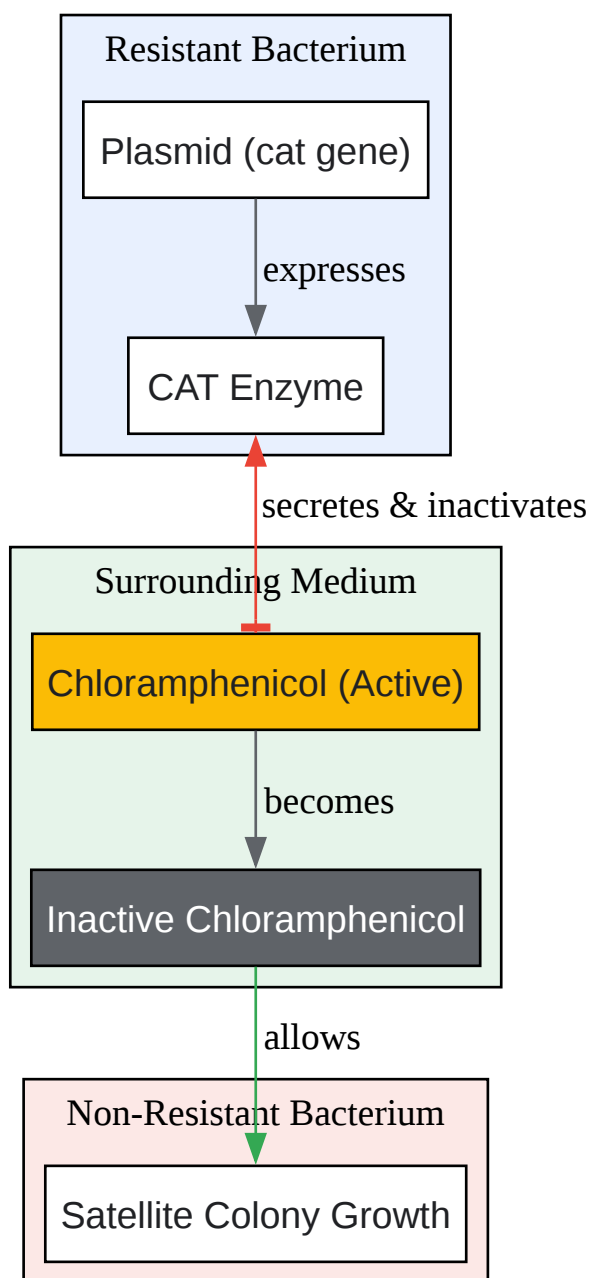 Resistant Bacterium
Plasmid (cat gene)
expresses
CAT Enzyme
secretes & inactivates
Surrounding Medium
Chloramphenicol (Active)
becomes
Inactive Chloramphenicol
allows
Non-Resistant Bacterium
Satellite Colony Growth